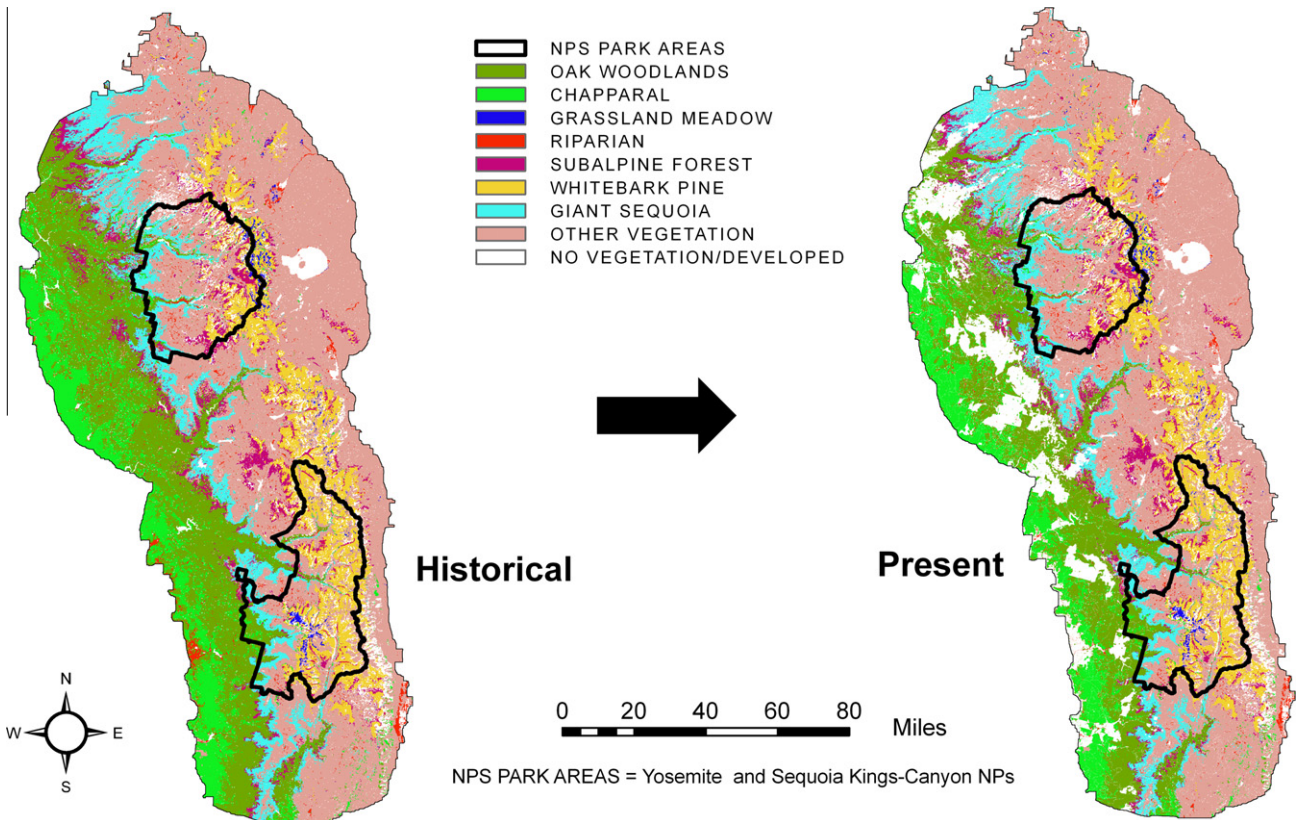 NPS PARK AREAS
OAK WOODLANDS
CHAPPARAL
GRASSLAND MEADOW
RIPARIAN
SUBALPINE FOREST
WHITEBARK PINE
GIANT SEQUOIA
OTHER VEGETATION
NO VEGETATION/DEVELOPED
Historical
Present
N
W E
S
0 20 40 60 80
Miles
NPS PARK AREAS = Yosemite and Sequoia Kings-Canyon NPs